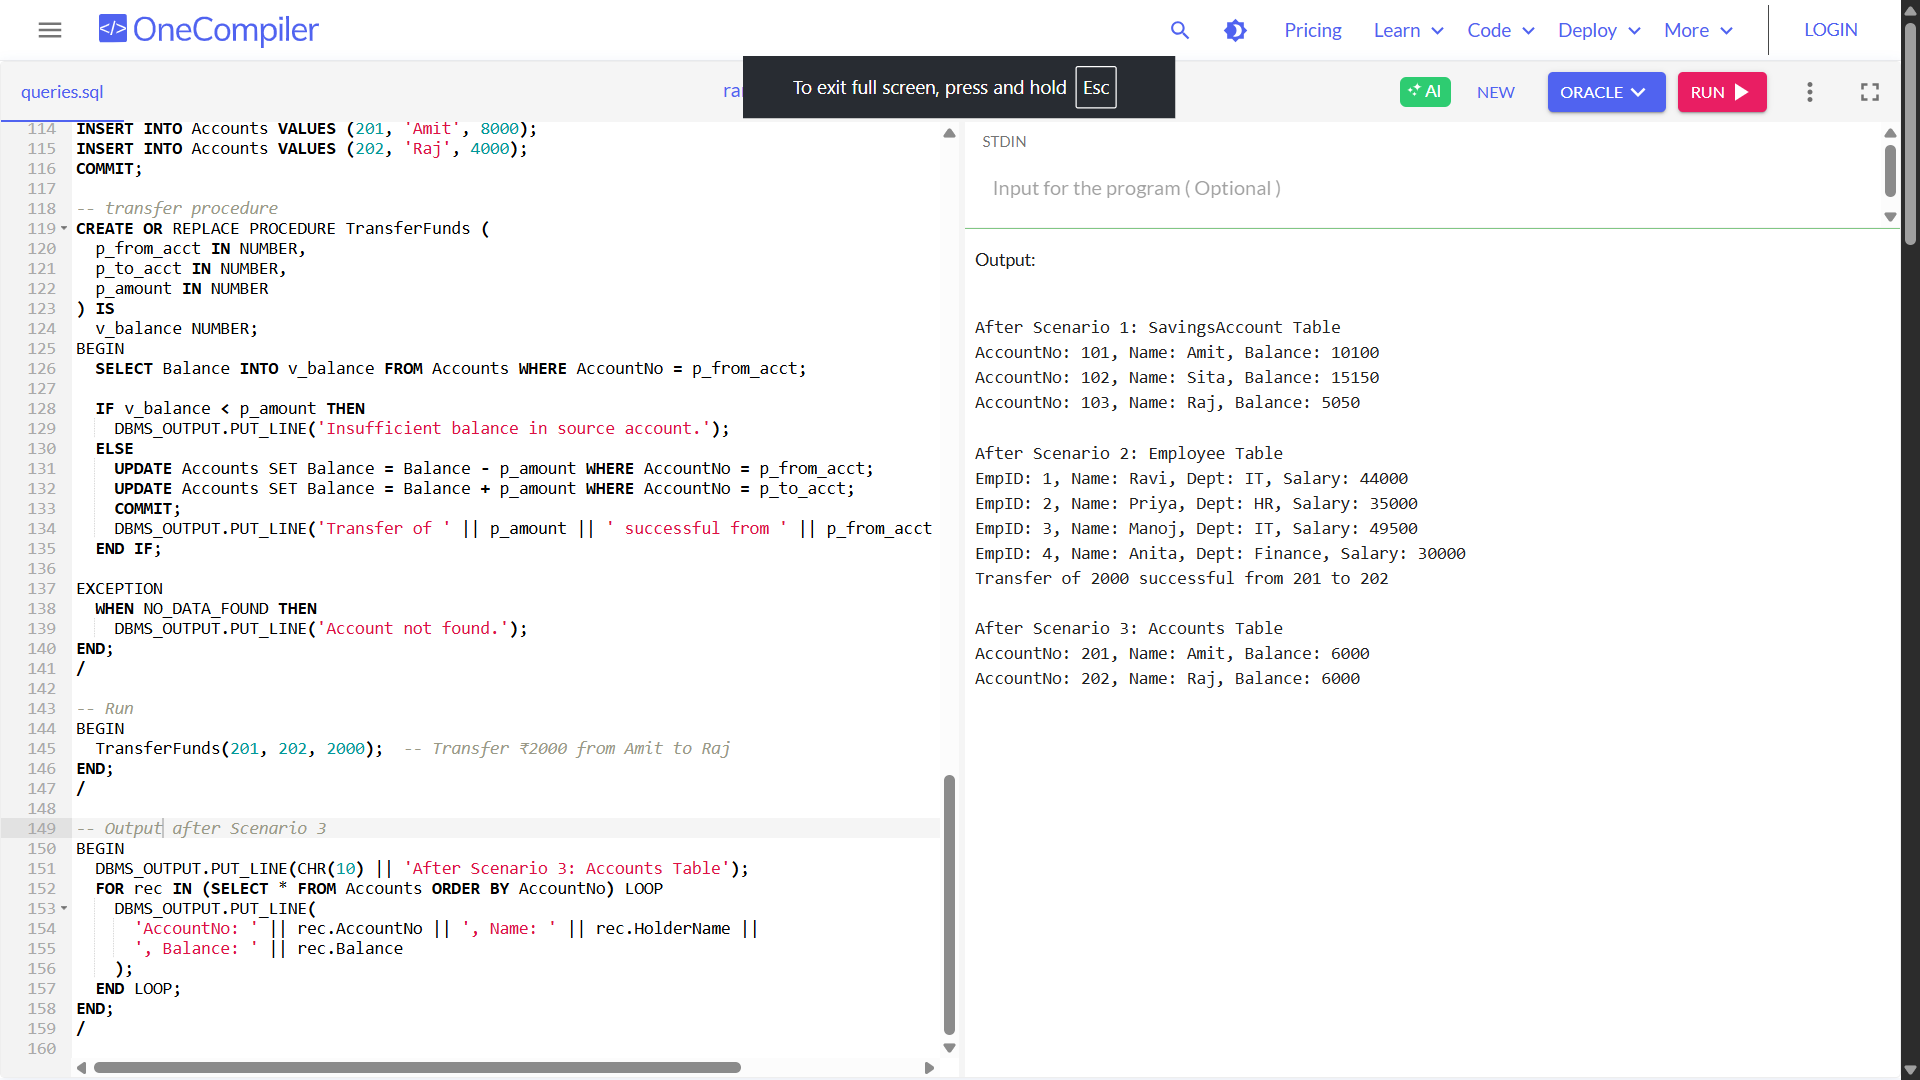 </> OneCompiler
Pricing
Learn
Code
Deploy
More
LOGIN
queries.sql
To exit full screen, press and hold Esc
AI
NEW
ORACLE
RUN
114 INSERT INTO Accounts VALUES (201, 'Amit', 8000);
115 INSERT INTO Accounts VALUES (202, 'Raj', 4000);
116 COMMIT;
117
118 -- transfer procedure
119 CREATE OR REPLACE PROCEDURE TransferFunds (
120   p_from_acct IN NUMBER,
121   p_to_acct IN NUMBER,
122   p_amount IN NUMBER
123 ) IS
124   v_balance NUMBER;
125 BEGIN
126   SELECT Balance INTO v_balance FROM Accounts WHERE AccountNo = p_from_acct;
127
128   IF v_balance < p_amount THEN
129     DBMS_OUTPUT.PUT_LINE('Insufficient balance in source account.');
130   ELSE
131     UPDATE Accounts SET Balance = Balance - p_amount WHERE AccountNo = p_from_acct;
132     UPDATE Accounts SET Balance = Balance + p_amount WHERE AccountNo = p_to_acct;
133     COMMIT;
134     DBMS_OUTPUT.PUT_LINE('Transfer of ' || p_amount || ' successful from ' || p_from_acct
135   END IF;
136
137 EXCEPTION
138   WHEN NO_DATA_FOUND THEN
139     DBMS_OUTPUT.PUT_LINE('Account not found.');
140 END;
141 /
142
143 -- Run
144 BEGIN
145   TransferFunds(201, 202, 2000);  -- Transfer ₹2000 from Amit to Raj
146 END;
147 /
148
149 -- Output after Scenario 3
150 BEGIN
151   DBMS_OUTPUT.PUT_LINE(CHR(10) || 'After Scenario 3: Accounts Table');
152   FOR rec IN (SELECT * FROM Accounts ORDER BY AccountNo) LOOP
153     DBMS_OUTPUT.PUT_LINE(
154       'AccountNo: ' || rec.AccountNo || ', Name: ' || rec.HolderName ||
155       ', Balance: ' || rec.Balance
156     );
157   END LOOP;
158 END;
159 /
160
STDIN
Input for the program ( Optional )
Output:
After Scenario 1: SavingsAccount Table
AccountNo: 101, Name: Amit, Balance: 10100
AccountNo: 102, Name: Sita, Balance: 15150
AccountNo: 103, Name: Raj, Balance: 5050
After Scenario 2: Employee Table
EmpID: 1, Name: Ravi, Dept: IT, Salary: 44000
EmpID: 2, Name: Priya, Dept: HR, Salary: 35000
EmpID: 3, Name: Manoj, Dept: IT, Salary: 49500
EmpID: 4, Name: Anita, Dept: Finance, Salary: 30000
Transfer of 2000 successful from 201 to 202
After Scenario 3: Accounts Table
AccountNo: 201, Name: Amit, Balance: 6000
AccountNo: 202, Name: Raj, Balance: 6000